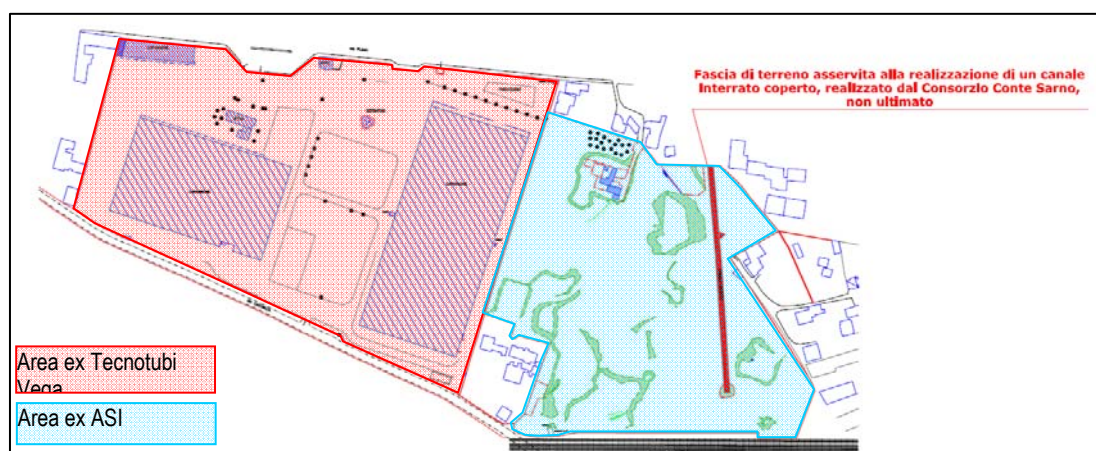 Fascia di terreno asservita alla realizzazione di un canale
Interrato coperto, realizzato dal Consorzio Conte Sarno,
non ultimato
Area ex Tecnotubi
Vega
Area ex ASI